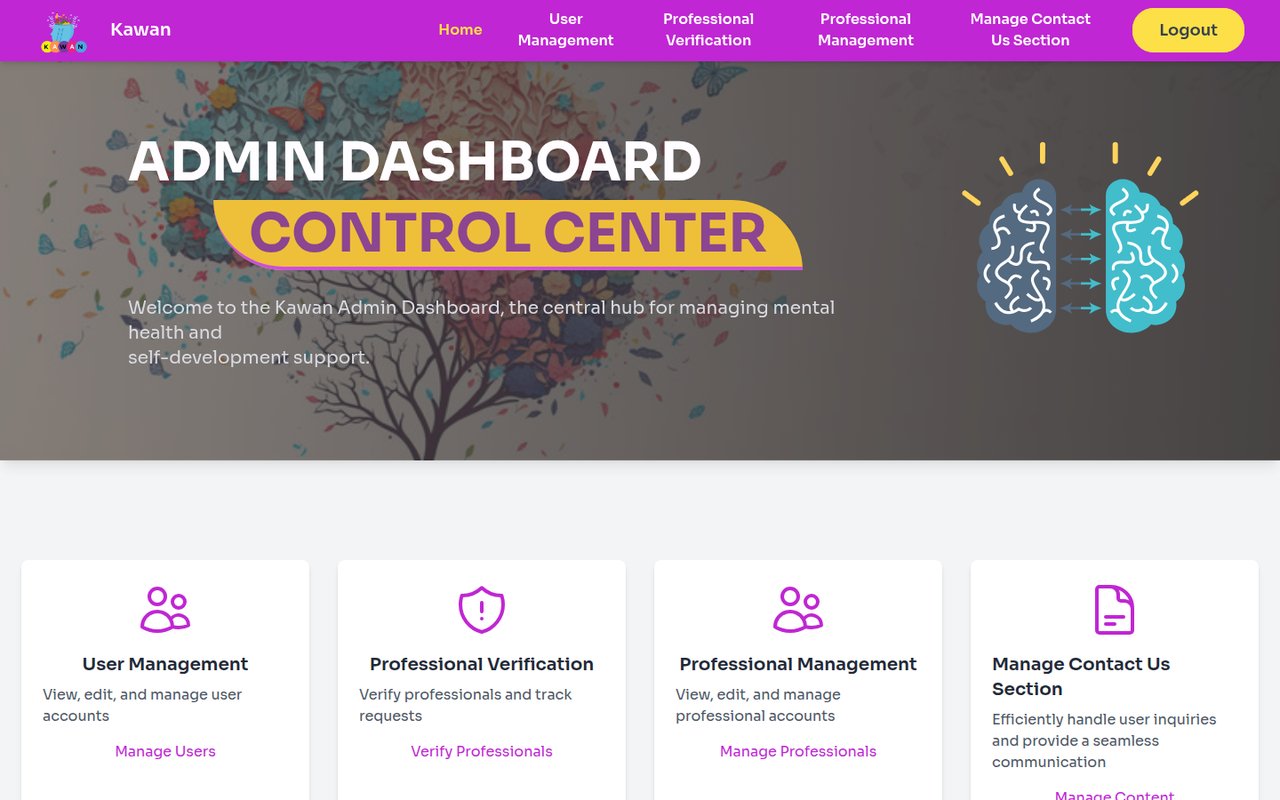 KAWAN
Kawan
Home
User
Management
Professional
Verification
Professional
Management
Manage Contact
Us Section
Logout
ADMIN DASHBOARD
CONTROL CENTER
Welcome to the Kawan Admin Dashboard, the central hub for managing mental
health and
self-development support.
User Management
View, edit, and manage user
accounts
Manage Users
Professional Verification
Verify professionals and track
requests
Verify Professionals
Professional Management
View, edit, and manage
professional accounts
Manage Professionals
Manage Contact Us
Section
Efficiently handle user inquiries
and provide a seamless
communication
Manage Content